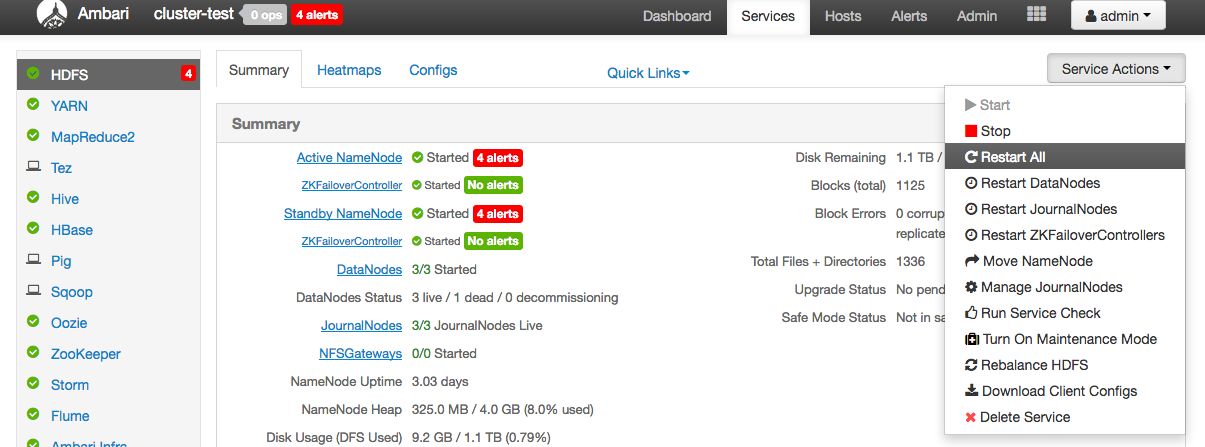 Ambari cluster-test 0 ops 4 alerts Dashboard Services Hosts Alerts Admin admin
HDFS 4
YARN
MapReduce2
Tez
Hive
HBase
Pig
Sqoop
Oozie
ZooKeeper
Storm
Flume
Ambari Infra
Summary Heatmaps Configs Quick Links Service Actions
Summary
Active NameNode Started 4 alerts
ZKFailoverController Started No alerts
Standby NameNode Started 4 alerts
ZKFailoverController Started No alerts
DataNodes 3/3 Started
DataNodes Status 3 live / 1 dead / 0 decommissioning
JournalNodes 3/3 JournalNodes Live
NFSGateways 0/0 Started
NameNode Uptime 3.03 days
NameNode Heap 325.0 MB / 4.0 GB (8.0% used)
Disk Usage (DFS Used) 9.2 GB / 1.1 TB (0.79%)
Disk Remaining 1.1 TB /
Blocks (total) 1125
Block Errors 0 corrup
replicate
Total Files + Directories 1336
Upgrade Status No pend
Safe Mode Status Not in sa
Start
Stop
Restart All
Restart DataNodes
Restart JournalNodes
Restart ZKFailoverControllers
Move NameNode
Manage JournalNodes
Run Service Check
Turn On Maintenance Mode
Rebalance HDFS
Download Client Configs
Delete Service